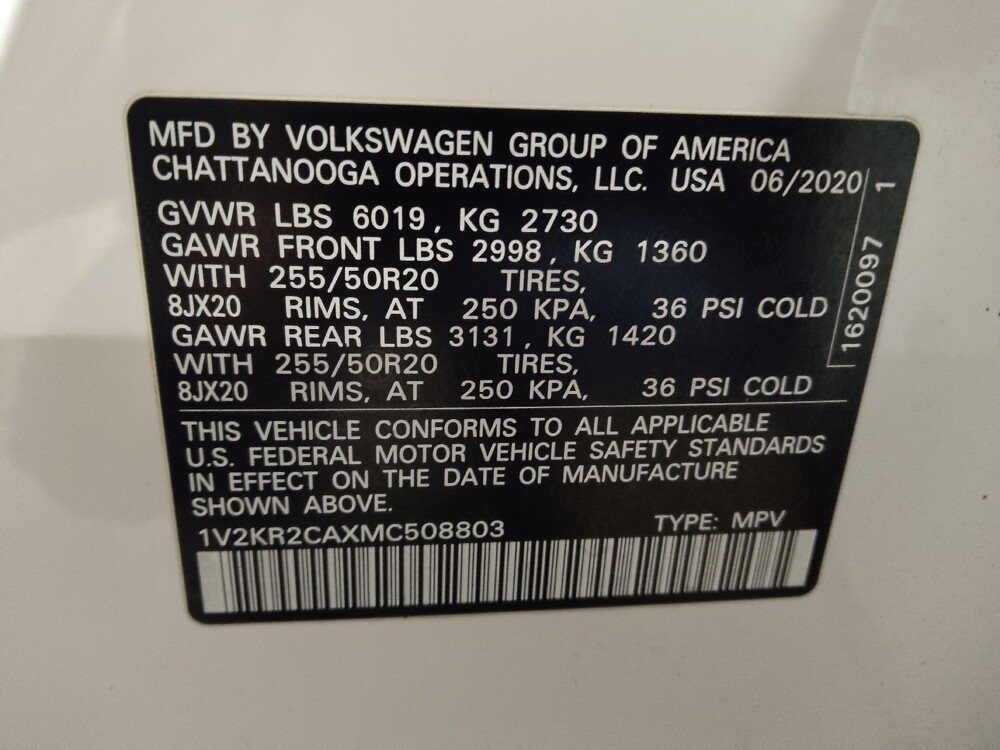 MFD BY VOLKSWAGEN GROUP OF AMERICA
CHATTANOOGA OPERATIONS, LLC. USA 06/2020
GVWR LBS 6019, KG 2730
GAWR FRONT LBS 2998, KG 1360
WITH 255/50R20 TIRES,
8JX20 RIMS, AT 250 KPA, 36 PSI COLD
GAWR REAR LBS 3131, KG 1420
WITH 255/50R20 TIRES,
8JX20 RIMS, AT 250 KPA, 36 PSI COLD
1620097 1
THIS VEHICLE CONFORMS TO ALL APPLICABLE
U.S. FEDERAL MOTOR VEHICLE SAFETY STANDARDS
IN EFFECT ON THE DATE OF MANUFACTURE
SHOWN ABOVE.
1V2KR2CAXMC508803 TYPE: MPV